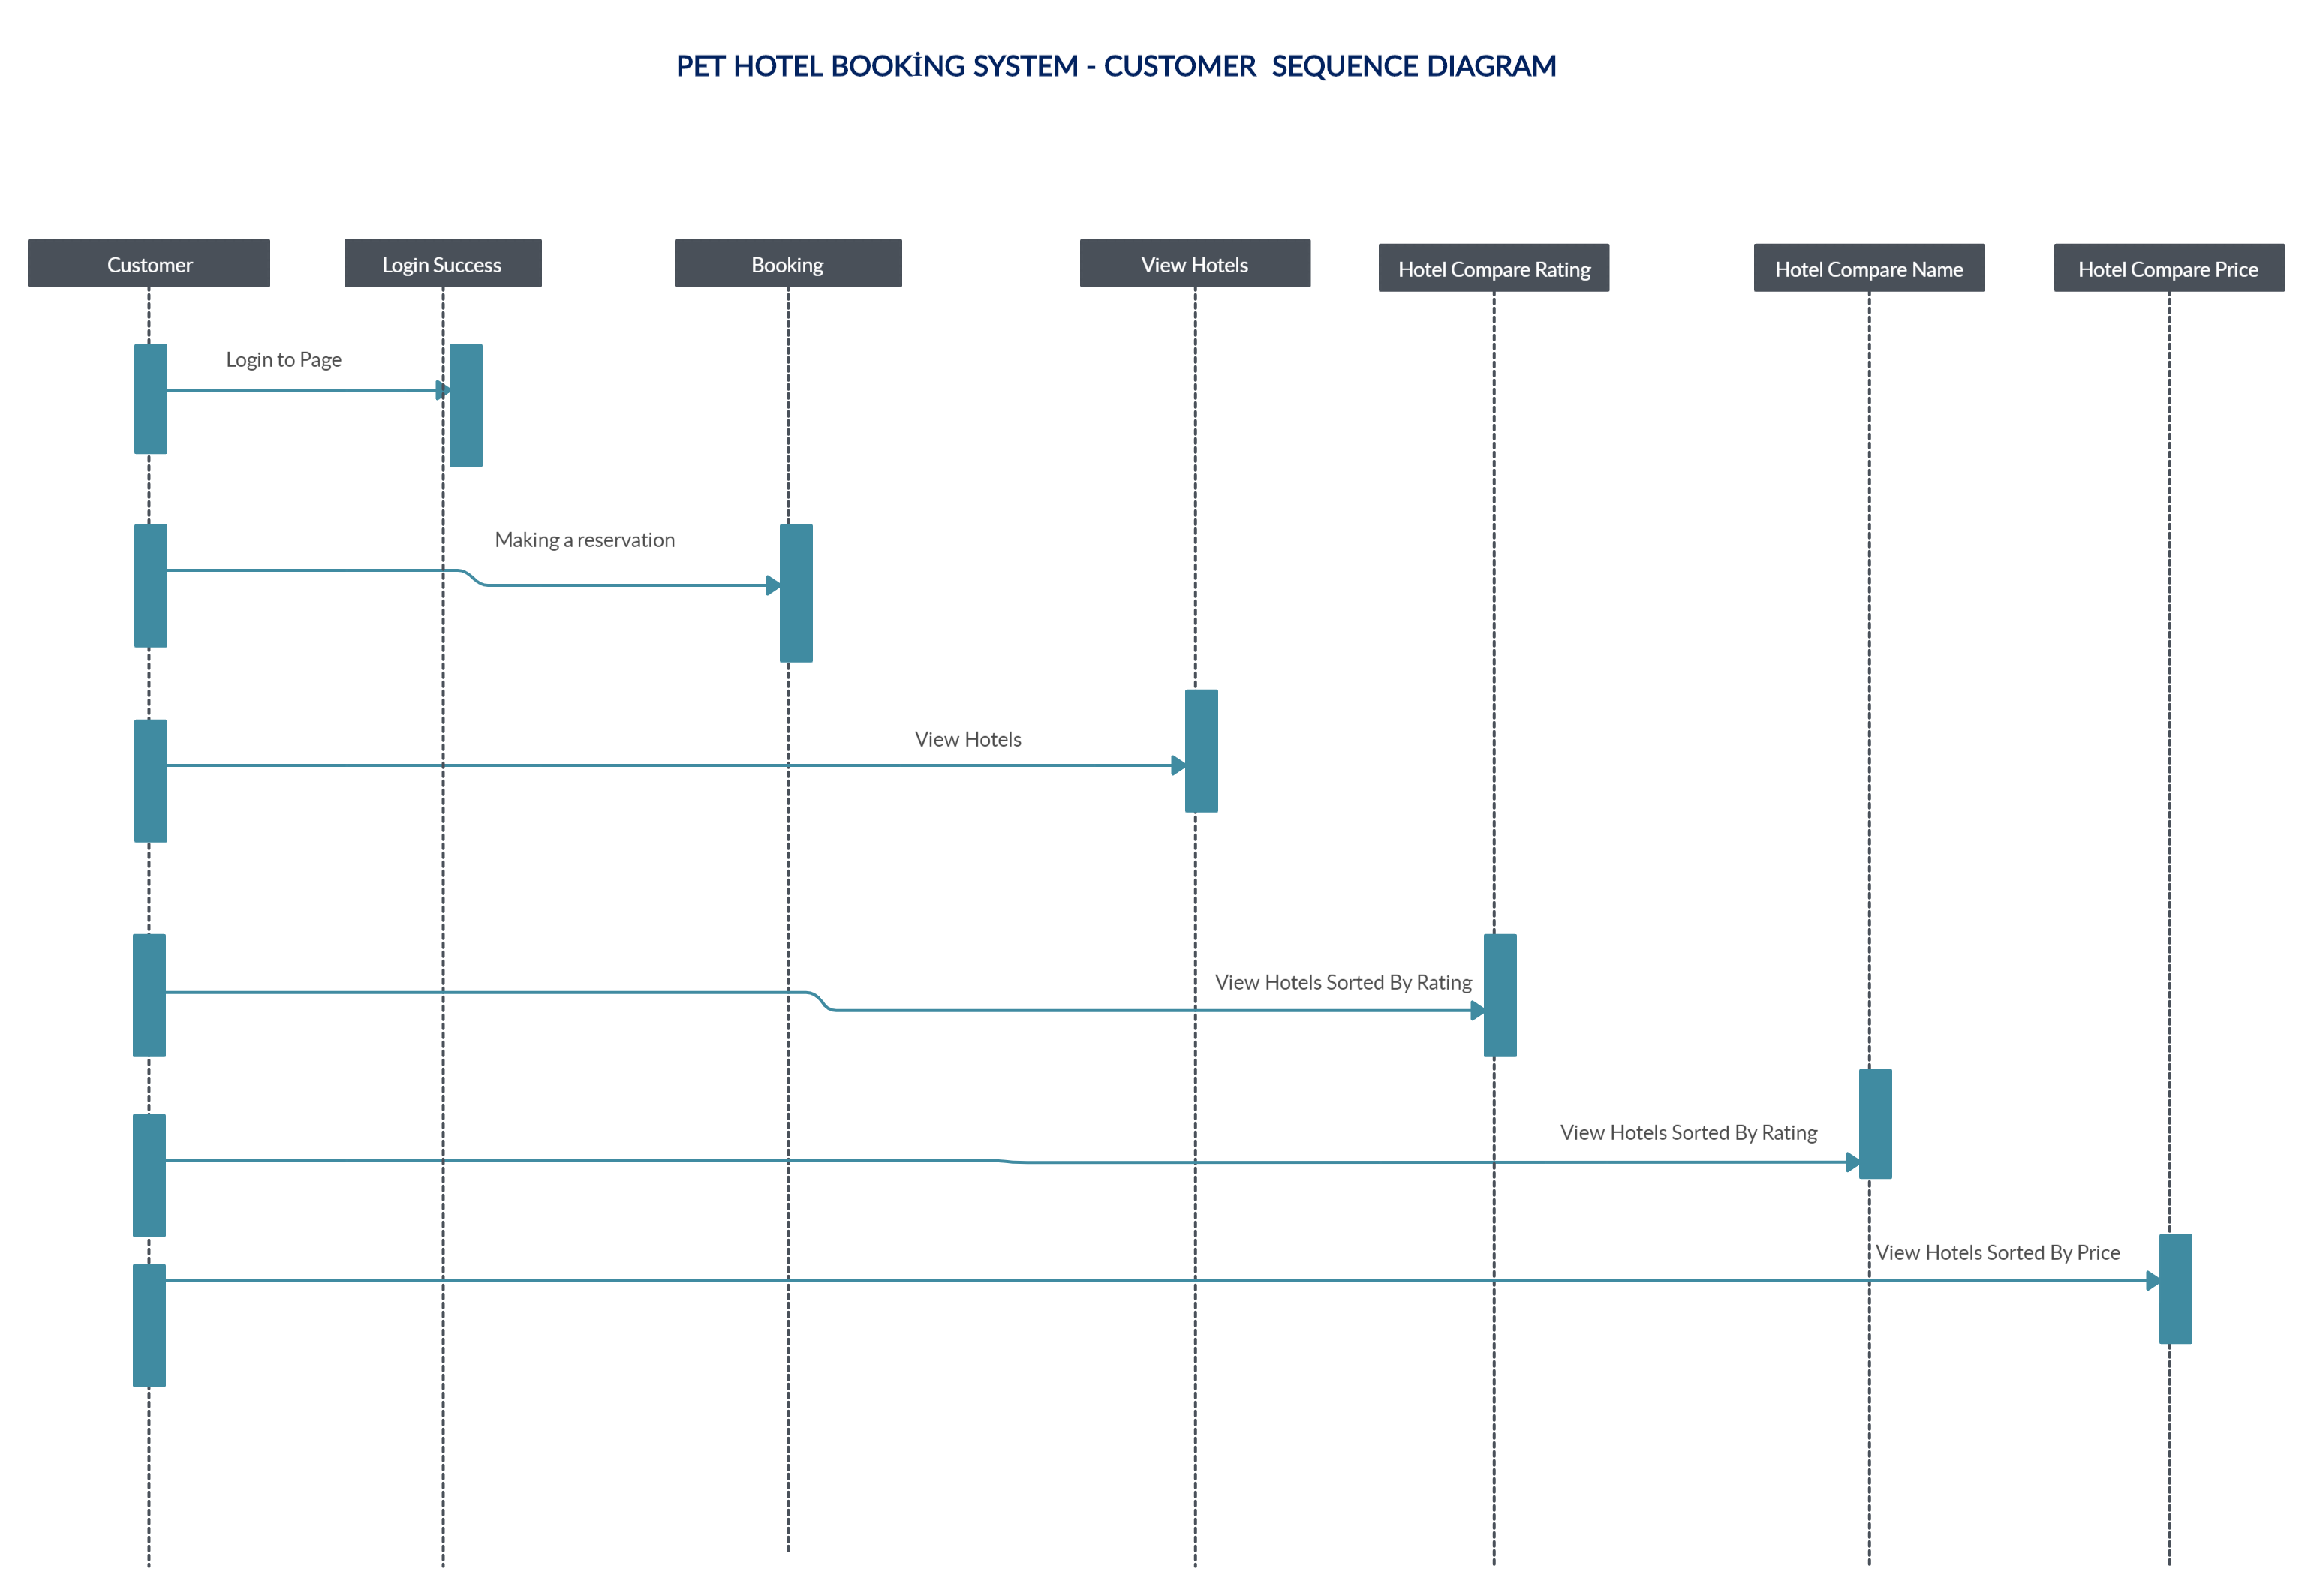 PET HOTEL BOOKİNG SYSTEM - CUSTOMER  SEQUENCE DIAGRAM
Customer
Login Success
Booking
View Hotels
Hotel Compare Rating
Hotel Compare Name
Hotel Compare Price
Login to Page
Making a reservation
View Hotels
View Hotels Sorted By Rating
View Hotels Sorted By Rating
View Hotels Sorted By Price